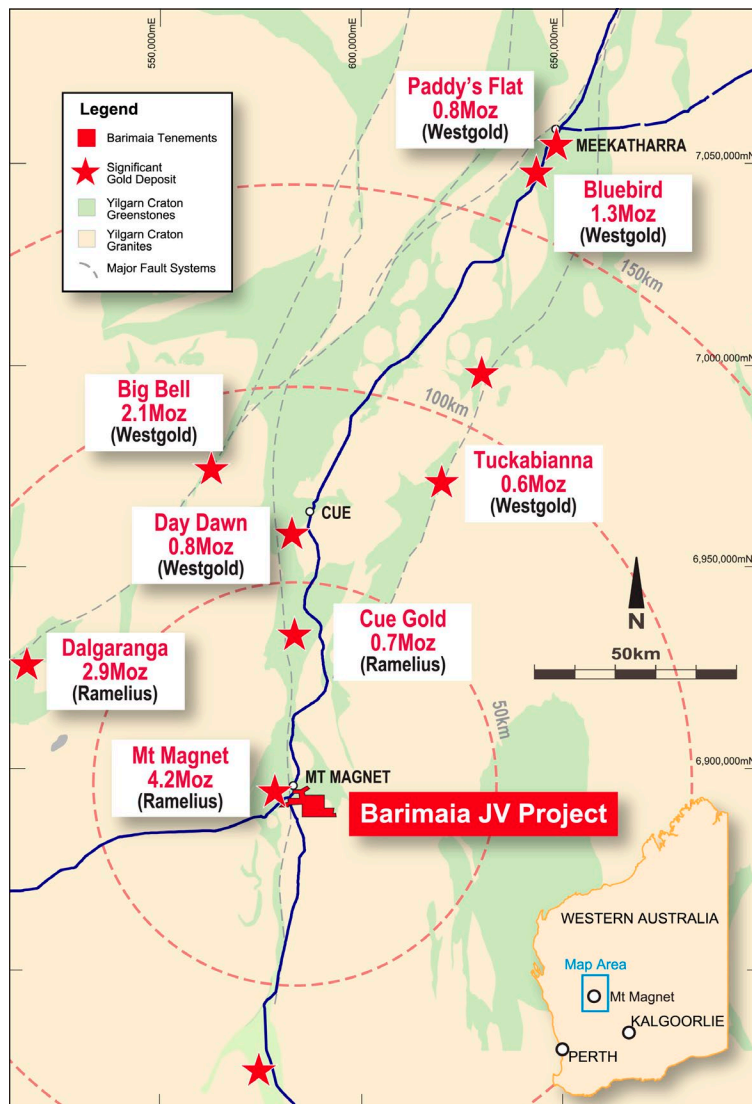 550,000mE
600,000mE
650,000mE
Legend
Barimaia Tenements
Significant
Gold Deposit
Yilgarn Craton
Greenstones
Yilgarn Craton
Granites
Major Fault Systems
Paddy's Flat
0.8Moz
(Westgold)
MEEKATHARRA
7,050,000mN
Bluebird
1.3Moz
(Westgold)
150km
7,000,000mN
Big Bell
2.1Moz
(Westgold)
100km
Tuckabianna
0.6Moz
(Westgold)
CUE
Day Dawn
0.8Moz
(Westgold)
6,950,000mN
N
50km
Cue Gold
0.7Moz
(Ramelius)
Dalgaranga
2.9Moz
(Ramelius)
50km
Mt Magnet
4.2Moz
(Ramelius)
MT MAGNET
6,900,000mN
Barimaia JV Project
WESTERN AUSTRALIA
Map Area
Mt Magnet
KALGOORLIE
PERTH